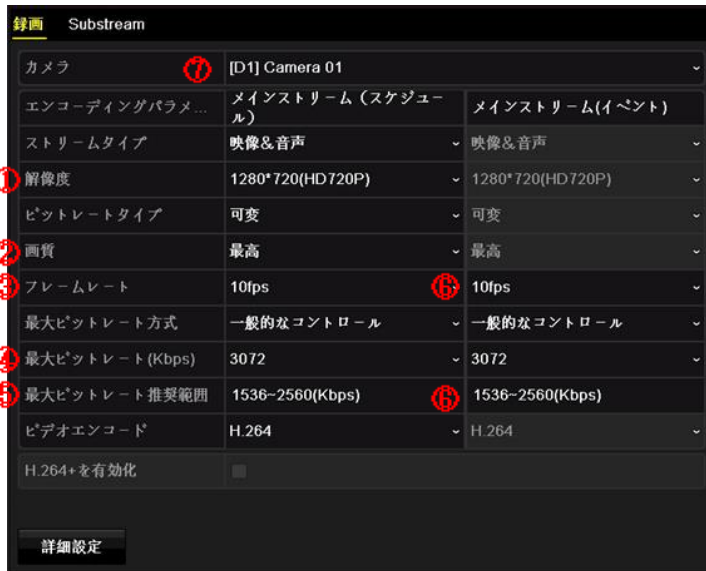 録画 Substream
カメラ ⑦ [D1] Camera 01
エンコーディングパラメ... メインストリーム（スケジュール） メインストリーム(イベント)
ストリームタイプ 映像&音声 映像&音声
① 解像度 1280*720(HD720P) 1280*720(HD720P)
ビットレートタイプ 可変 可変
② 画質 最高 最高
③ フレームレート 10fps ⑥ 10fps
最大ビットレート方式 一般的なコントロール 一般的なコントロール
④ 最大ビットレート(Kbps) 3072 3072
⑤ 最大ビットレート推奨範囲 1536~2560(Kbps) ⑥ 1536~2560(Kbps)
ビデオエンコード H.264 H.264
H.264+を有効化
詳細設定